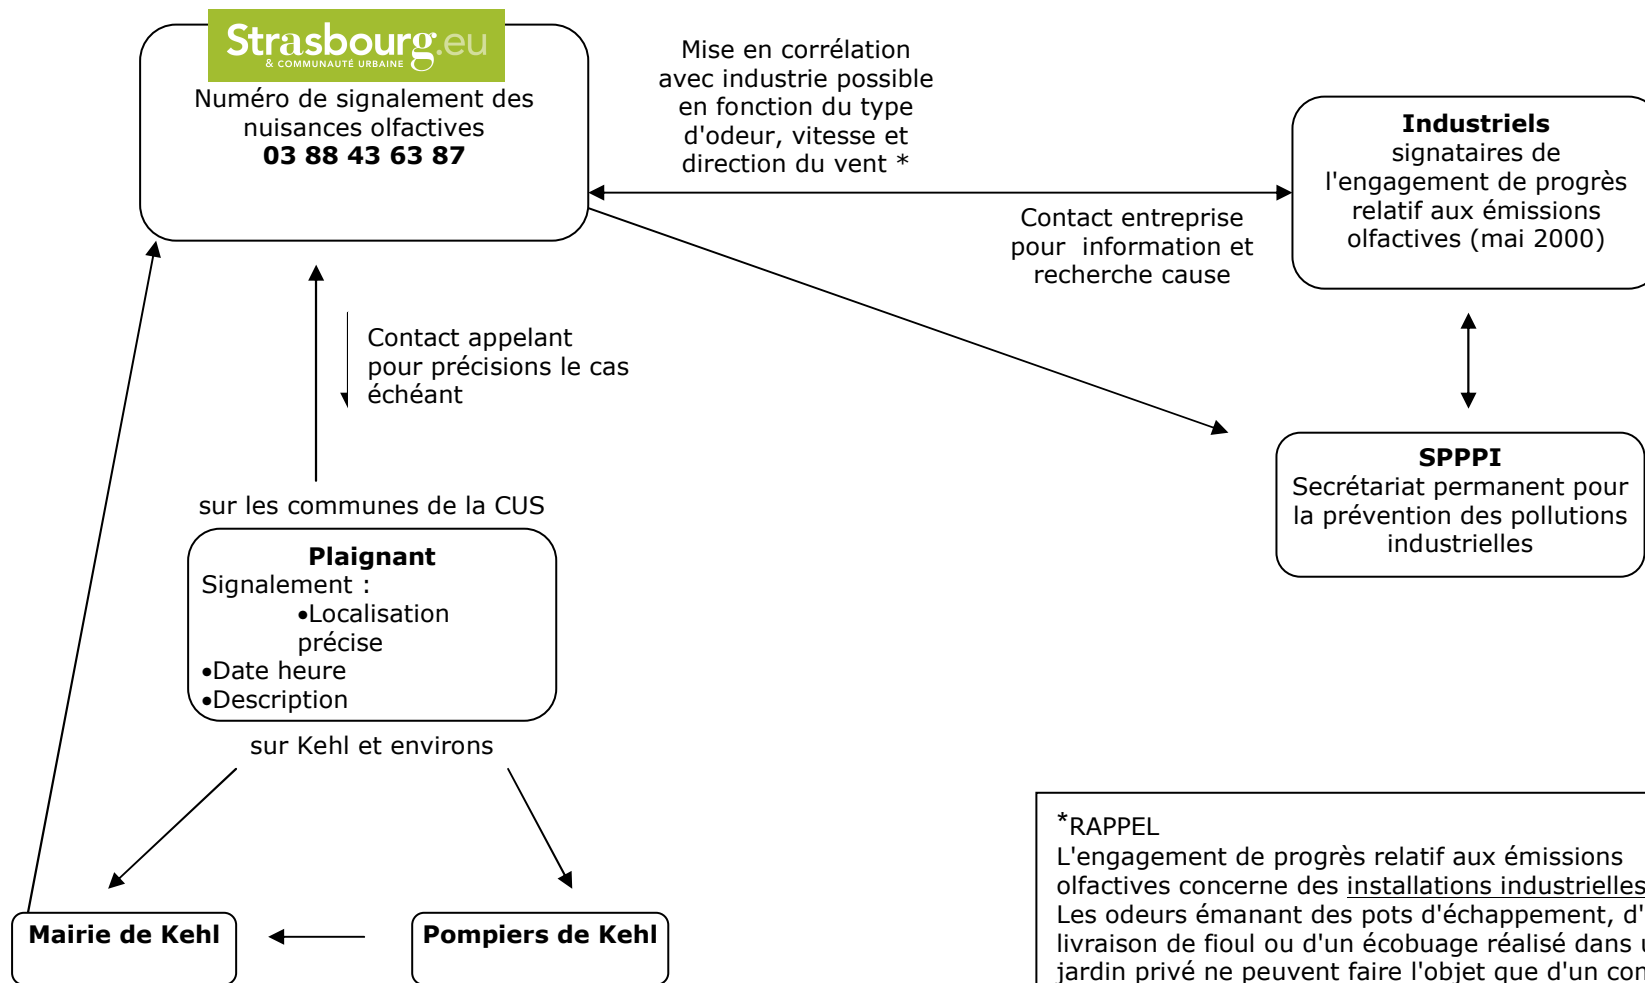 Strasbourg.eu
& COMMUNAUTÉ URBAINE
Numéro de signalement des
nuisances olfactives
03 88 43 63 87
Mise en corrélation
avec industrie possible
en fonction du type
d'odeur, vitesse et
direction du vent *
Industriels
signataires de
l'engagement de progrès
relatif aux émissions
olfactives (mai 2000)
Contact entreprise
pour information et
recherche cause
Contact appelant
pour précisions le cas
échéant
SPPPI
Secrétariat permanent pour
la prévention des pollutions
industrielles
sur les communes de la CUS
Plaignant
Signalement :
•Localisation
précise
•Date heure
•Description
sur Kehl et environs
Mairie de Kehl
Pompiers de Kehl
*RAPPEL
L'engagement de progrès relatif aux émissions
olfactives concerne des installations industrielles
Les odeurs émanant des pots d'échappement, d'
livraison de fioul ou d'un écobuage réalisé dans
jardin privé ne peuvent faire l'objet que d'un